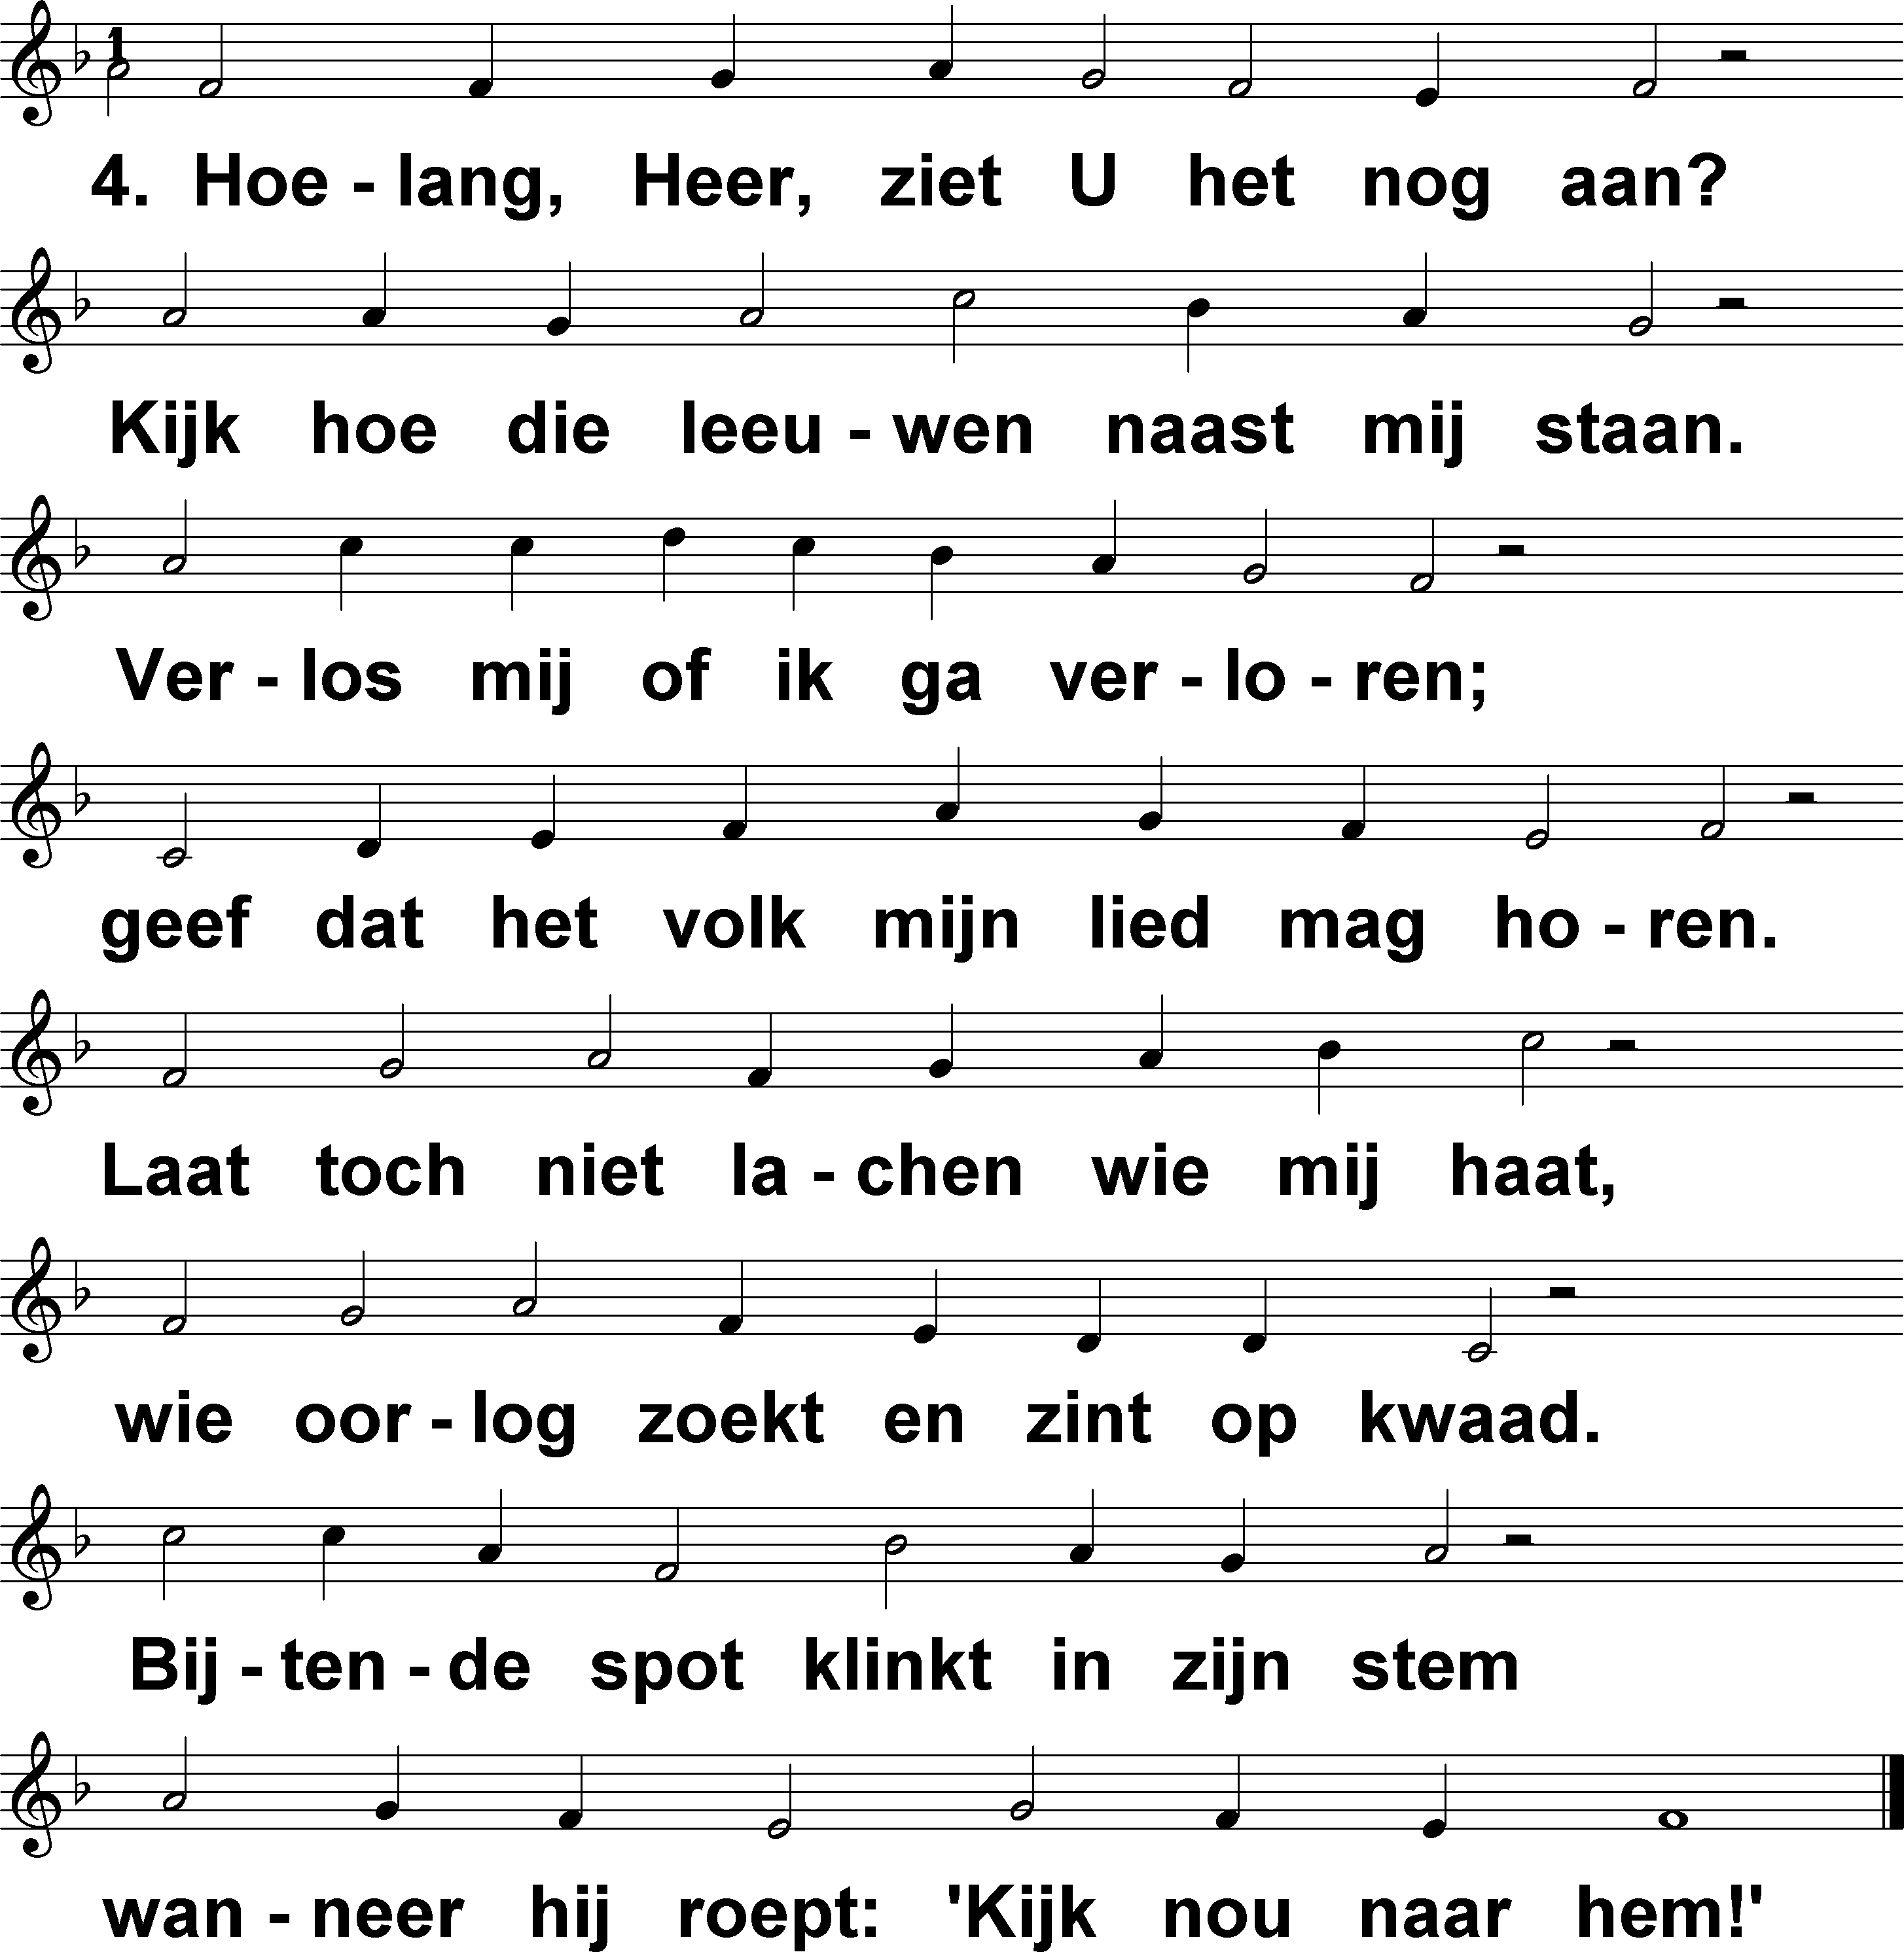 1
4. Hoe - lang, Heer, ziet U het nog aan?
Kijk hoe die leeu - wen naast mij staan.
Ver - los mij of ik ga ver - lo - ren;
geef dat het volk mijn lied mag ho - ren.
Laat toch niet la - chen wie mij haat,
wie oor - log zoekt en zint op kwaad.
Bij - ten - de spot klinkt in zijn stem
wan - neer hij roept: 'Kijk nou naar hem!'